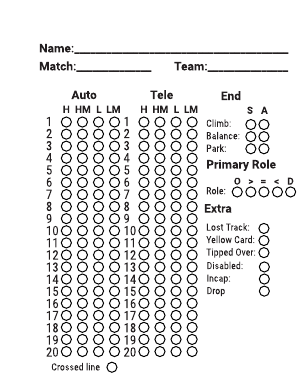 Name:
Match: Team:
Auto Tele End
H HM L LM H HM L LM S A
1 1 Climb:
2 2 Balance:
3 3 Park:
4 4 Primary Role
5 5 O > = < D
6 6 Role:
7 7
8 8 Extra
9 9
10 10 Lost Track:
11 11 Yellow Card:
12 12 Tipped Over:
13 13 Disabled:
14 14 Incap:
15 15 Drop
16 16
17 17
18 18
19 19
20 20
Crossed line